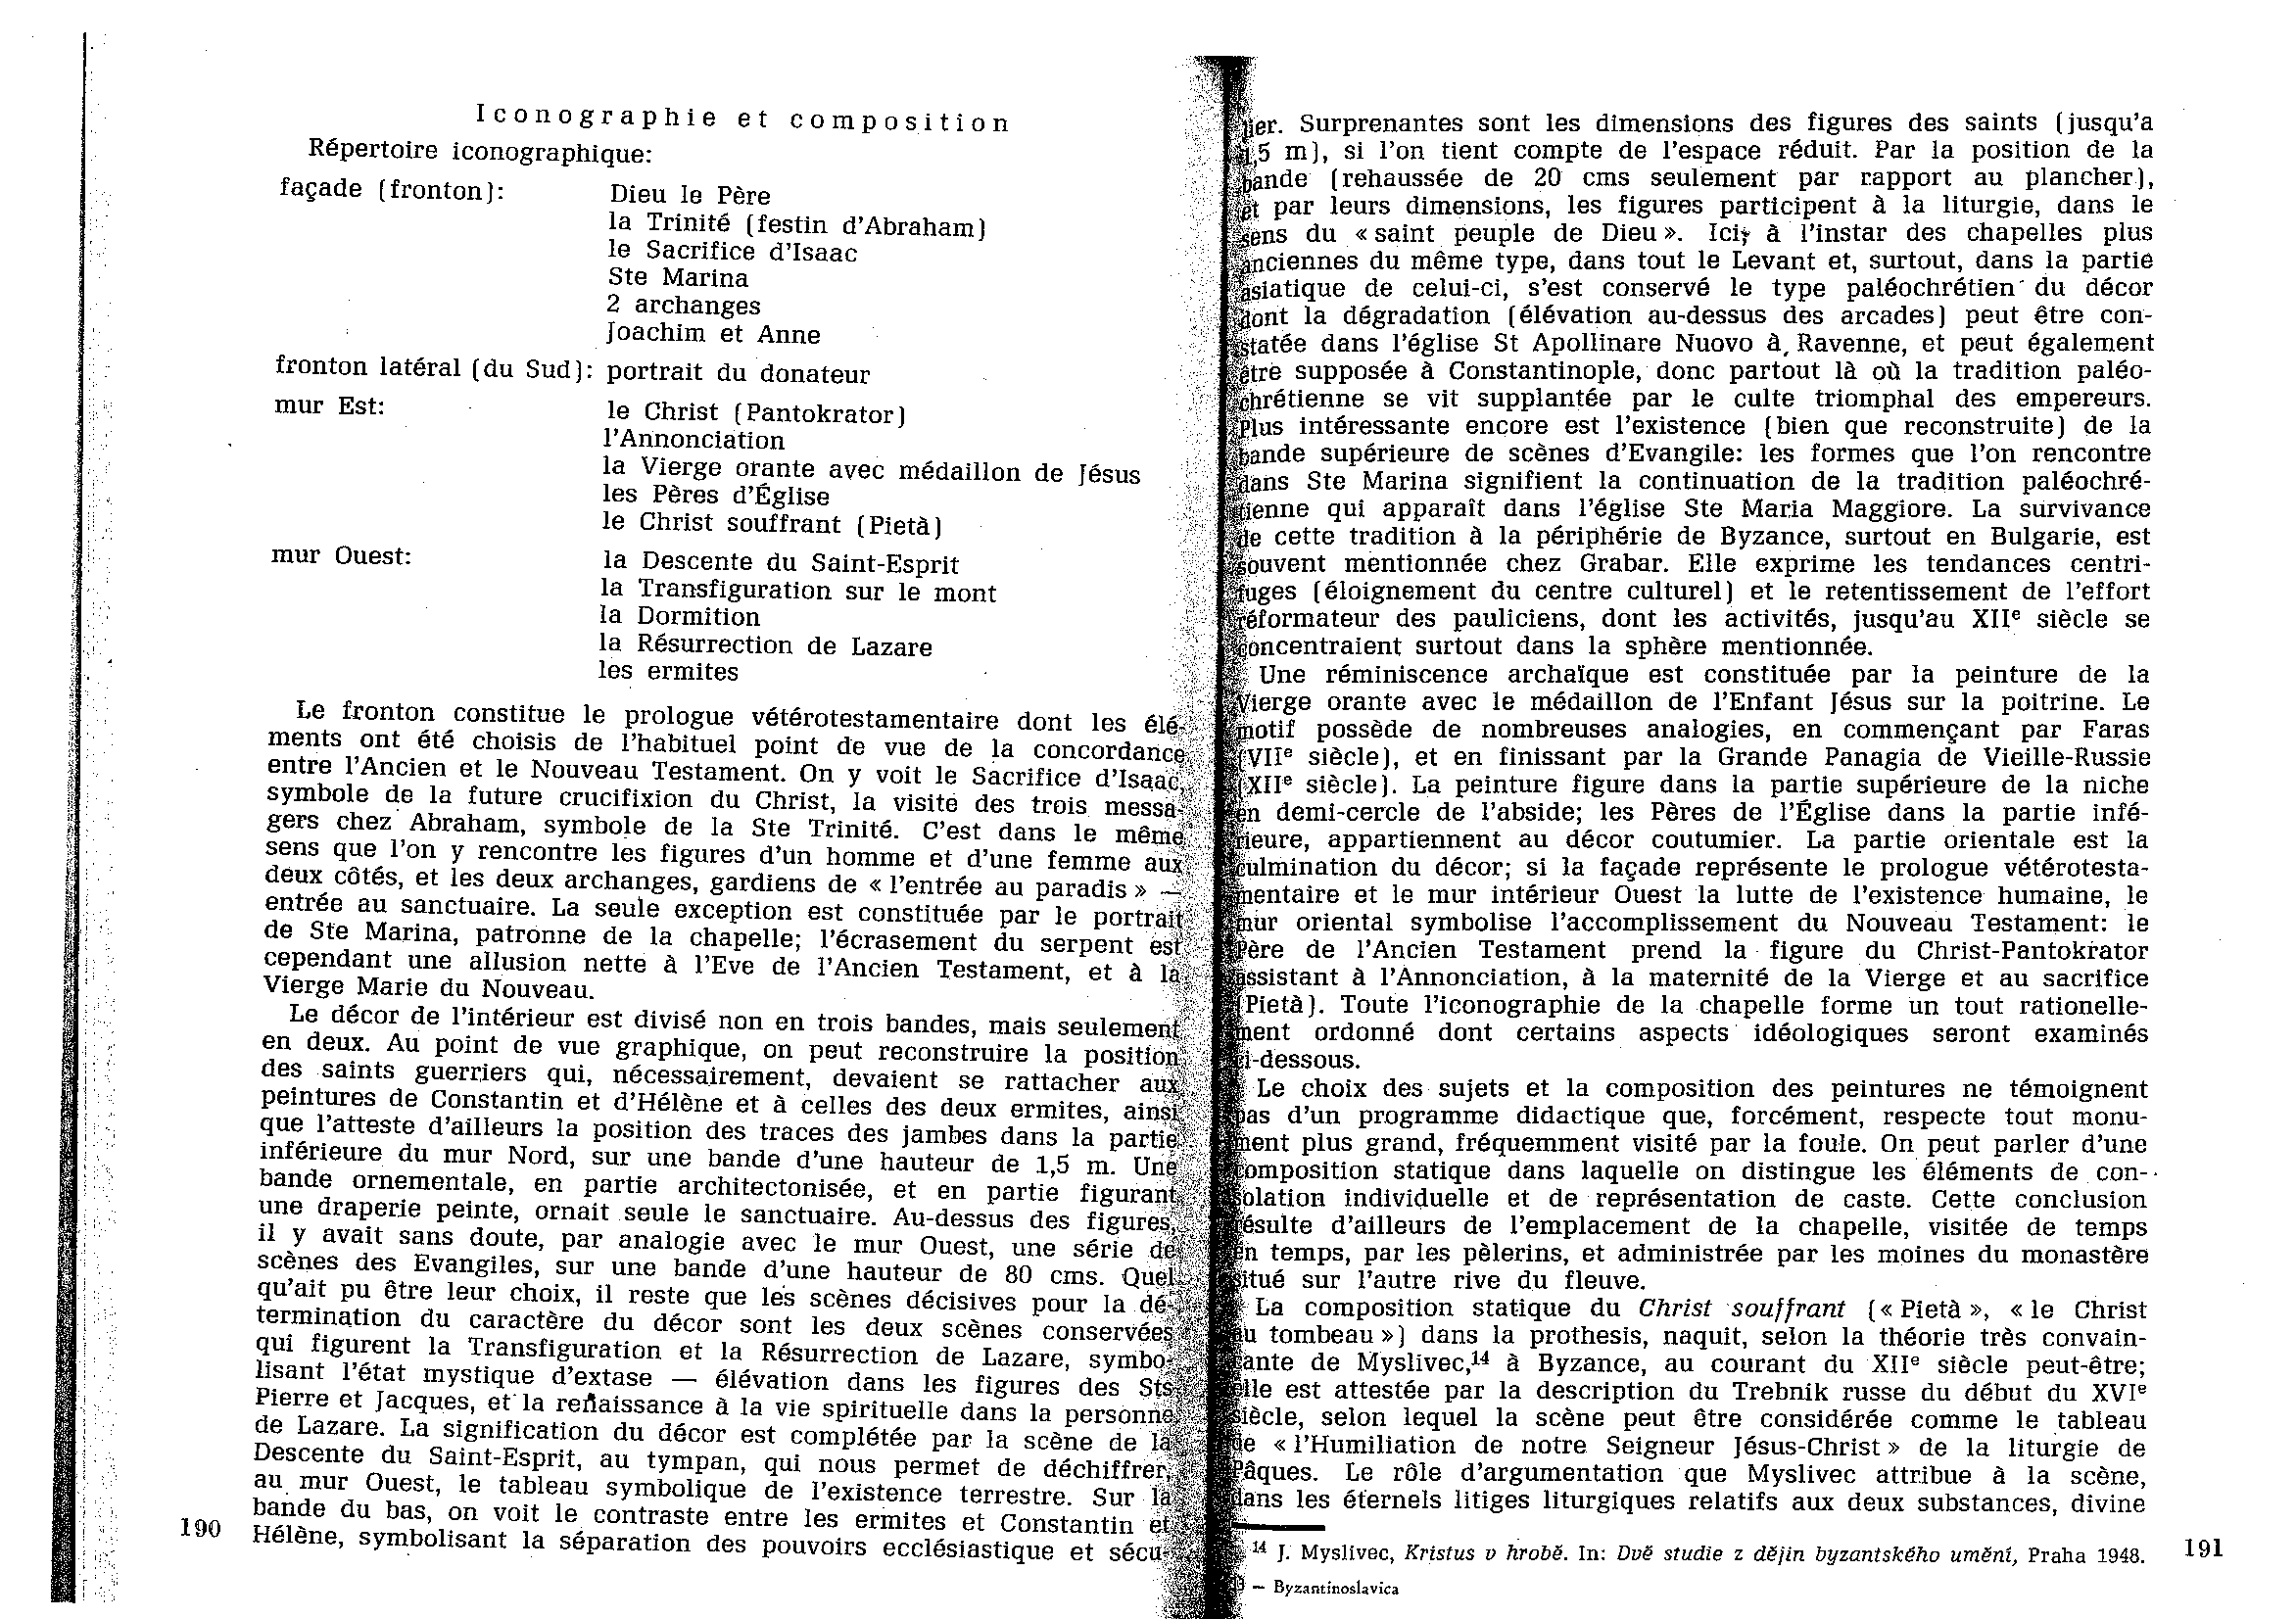 Iconographie et composition
Répertoire iconographique:
façade (fronton): Dieu le Père
la Trinité (festin d'Abraham)
le Sacrifice d'Isaac
Ste Marina
2 archanges
Joachim et Anne
fronton latéral (du Sud): portrait du donateur
mur Est: le Christ (Pantokrator)
l'Annonciation
la Vierge orante avec médaillon de Jésus
les Pères d'Église
le Christ souffrant (Pietà)
mur Ouest: la Descente du Saint-Esprit
la Transfiguration sur le mont
la Dormition
la Résurrection de Lazare
les ermites
Le fronton constitue le prologue vétérotestamentaire dont les élé-
ments ont été choisis de l'habituel point de vue de la concordance
entre l'Ancien et le Nouveau Testament. On y voit le Sacrifice d'Isaac,
symbole de la future crucifixion du Christ, la visite des trois messa-
gers chez Abraham, symbole de la Ste Trinité. C'est dans le même
sens que l'on y rencontre les figures d'un homme et d'une femme aux
deux côtés, et les deux archanges, gardiens de « l'entrée au paradis » —
entrée au sanctuaire. La seule exception est constituée par le portrait
de Ste Marina, patronne de la chapelle; l'écrasement du serpent est
cependant une allusion nette à l'Eve de l'Ancien Testament, et à la
Vierge Marie du Nouveau.
Le décor de l'intérieur est divisé non en trois bandes, mais seulement
en deux. Au point de vue graphique, on peut reconstruire la position
des saints guerriers qui, nécessairement, devaient se rattacher aux
peintures de Constantin et d'Hélène et à celles des deux ermites, ainsi
que l'atteste d'ailleurs la position des traces des jambes dans la partie
inférieure du mur Nord, sur une bande d'une hauteur de 1,5 m. Une
bande ornementale, en partie architectonisée, et en partie figurant
une draperie peinte, ornait seule le sanctuaire. Au-dessus des figures,
il y avait sans doute, par analogie avec le mur Ouest, une série de
scènes des Evangiles, sur une bande d'une hauteur de 80 cms. Quel
qu'ait pu être leur choix, il reste que les scènes décisives pour la dé-
termination du caractère du décor sont les deux scènes conservées
qui figurent la Transfiguration et la Résurrection de Lazare, symbo-
lisant l'état mystique d'extase — élévation dans les figures des Sts
Pierre et Jacques, et la renaissance à la vie spirituelle dans la personne
de Lazare. La signification du décor est complétée par la scène de la
Descente du Saint-Esprit, au tympan, qui nous permet de déchiffrer,
au mur Ouest, le tableau symbolique de l'existence terrestre. Sur la
bande du bas, on voit le contraste entre les ermites et Constantin et
Hélène, symbolisant la séparation des pouvoirs ecclésiastique et sécu-
190
lier. Surprenantes sont les dimensions des figures des saints (jusqu'a
1,5 m), si l'on tient compte de l'espace réduit. Par la position de la
bande (rehaussée de 20 cms seulement par rapport au plancher),
et par leurs dimensions, les figures participent à la liturgie, dans le
sens du « saint peuple de Dieu ». Ici, à l'instar des chapelles plus
anciennes du même type, dans tout le Levant et, surtout, dans la partie
asiatique de celui-ci, s'est conservé le type paléochrétien du décor
dont la dégradation (élévation au-dessus des arcades) peut être con-
statée dans l'église St Apollinare Nuovo à Ravenne, et peut également
être supposée à Constantinople, donc partout là où la tradition paléo-
chrétienne se vit supplantée par le culte triomphal des empereurs.
Plus intéressante encore est l'existence (bien que reconstruite) de la
bande supérieure de scènes d'Evangile: les formes que l'on rencontre
dans Ste Marina signifient la continuation de la tradition paléochré-
tienne qui apparaît dans l'église Ste Maria Maggiore. La survivance
de cette tradition à la périphérie de Byzance, surtout en Bulgarie, est
souvent mentionnée chez Grabar. Elle exprime les tendances centri-
fuges (éloignement du centre culturel) et le retentissement de l'effort
réformateur des pauliciens, dont les activités, jusqu'au XIIe siècle se
concentraient surtout dans la sphère mentionnée.
Une réminiscence archaïque est constituée par la peinture de la
Vierge orante avec le médaillon de l'Enfant Jésus sur la poitrine. Le
motif possède de nombreuses analogies, en commençant par Faras
(VIIe siècle), et en finissant par la Grande Panagia de Vieille-Russie
(XIIe siècle). La peinture figure dans la partie supérieure de la niche
en demi-cercle de l'abside; les Pères de l'Église dans la partie infé-
rieure, appartiennent au décor coutumier. La partie orientale est la
culmination du décor; si la façade représente le prologue vétérotesta-
mentaire et le mur intérieur Ouest la lutte de l'existence humaine, le
mur oriental symbolise l'accomplissement du Nouveau Testament: le
Père de l'Ancien Testament prend la figure du Christ-Pantokrator
assistant à l'Annonciation, à la maternité de la Vierge et au sacrifice
(Pietà). Toute l'iconographie de la chapelle forme un tout rationelle-
ment ordonné dont certains aspects idéologiques seront examinés
ci-dessous.
Le choix des sujets et la composition des peintures ne témoignent
pas d'un programme didactique que, forcément, respecte tout monu-
ment plus grand, fréquemment visité par la foule. On peut parler d'une
composition statique dans laquelle on distingue les éléments de con-
solation individuelle et de représentation de caste. Cette conclusion
résulte d'ailleurs de l'emplacement de la chapelle, visitée de temps
en temps, par les pèlerins, et administrée par les moines du monastère
situé sur l'autre rive du fleuve.
La composition statique du Christ souffrant (« Pietà », « le Christ
au tombeau ») dans la prothesis, naquit, selon la théorie très convain-
cante de Myslivec,14 à Byzance, au courant du XIIe siècle peut-être;
elle est attestée par la description du Trebnik russe du début du XVIe
siècle, selon lequel la scène peut être considérée comme le tableau
de « l'Humiliation de notre Seigneur Jésus-Christ » de la liturgie de
Pâques. Le rôle d'argumentation que Myslivec attribue à la scène,
dans les éternels litiges liturgiques relatifs aux deux substances, divine
14 J. Myslivec, Kristus v hrobě. In: Dvě studie z dějin byzantského umění, Praha 1948.
191
13 — Byzantinoslavica